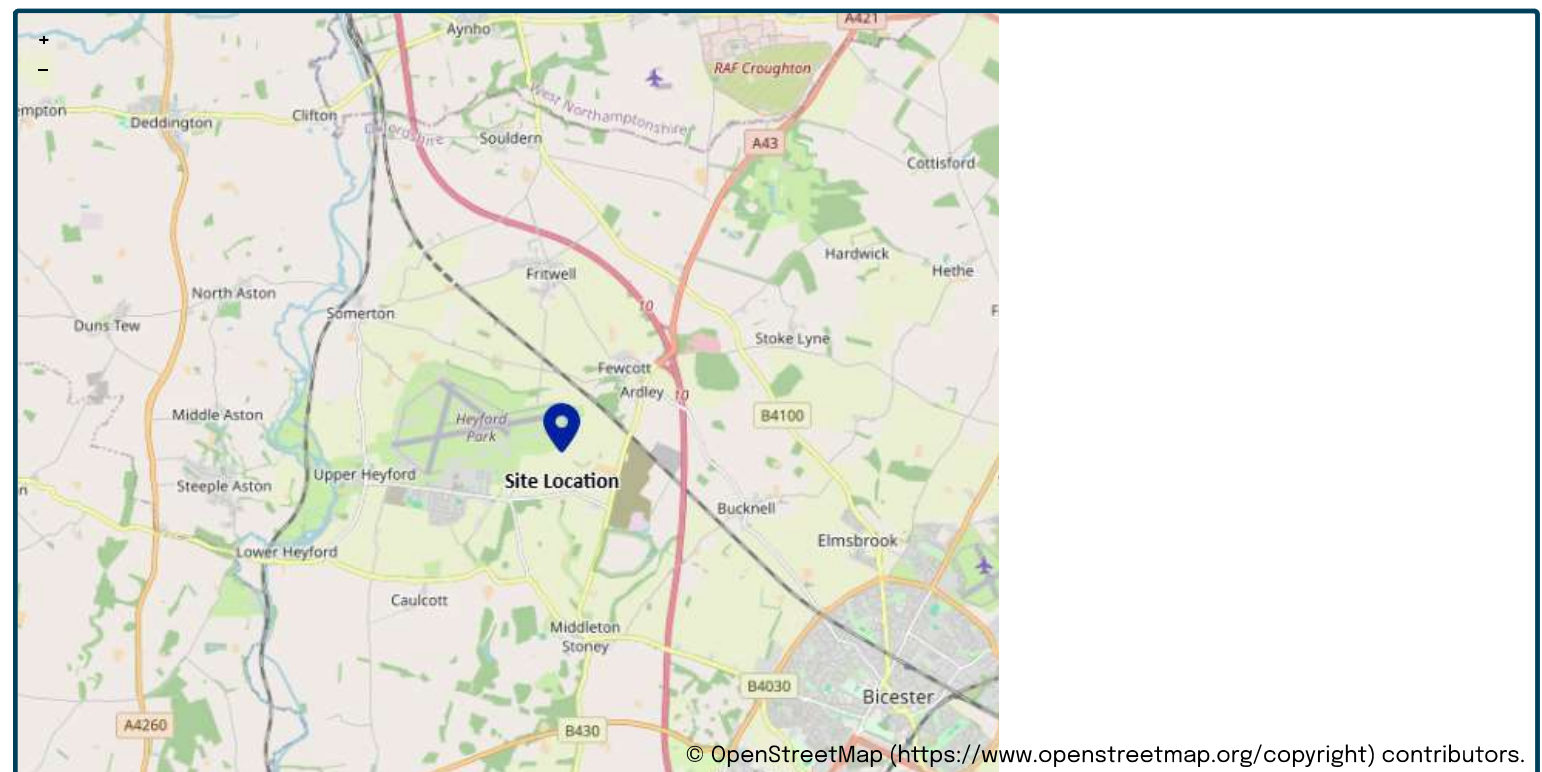 +
−
Aynho
A421
RAF Croughton
empton
Deddington
Clifton
West Northamptonshire
Oxfordshire
Souldern
A43
Cottisford
Hardwick
Hethe
Fritwell
North Aston
10
F
Somerton
Duns Tew
Stoke Lyne
Fewcott
Ardley
10
Middle Aston
Heyford
Park
B4100
Upper Heyford
Site Location
Steeple Aston
n
Bucknell
Elmsbrook
Lower Heyford
Caulcott
Middleton
Stoney
B4030
Bicester
A4260
B430
© OpenStreetMap (https://www.openstreetmap.org/copyright) contributors.